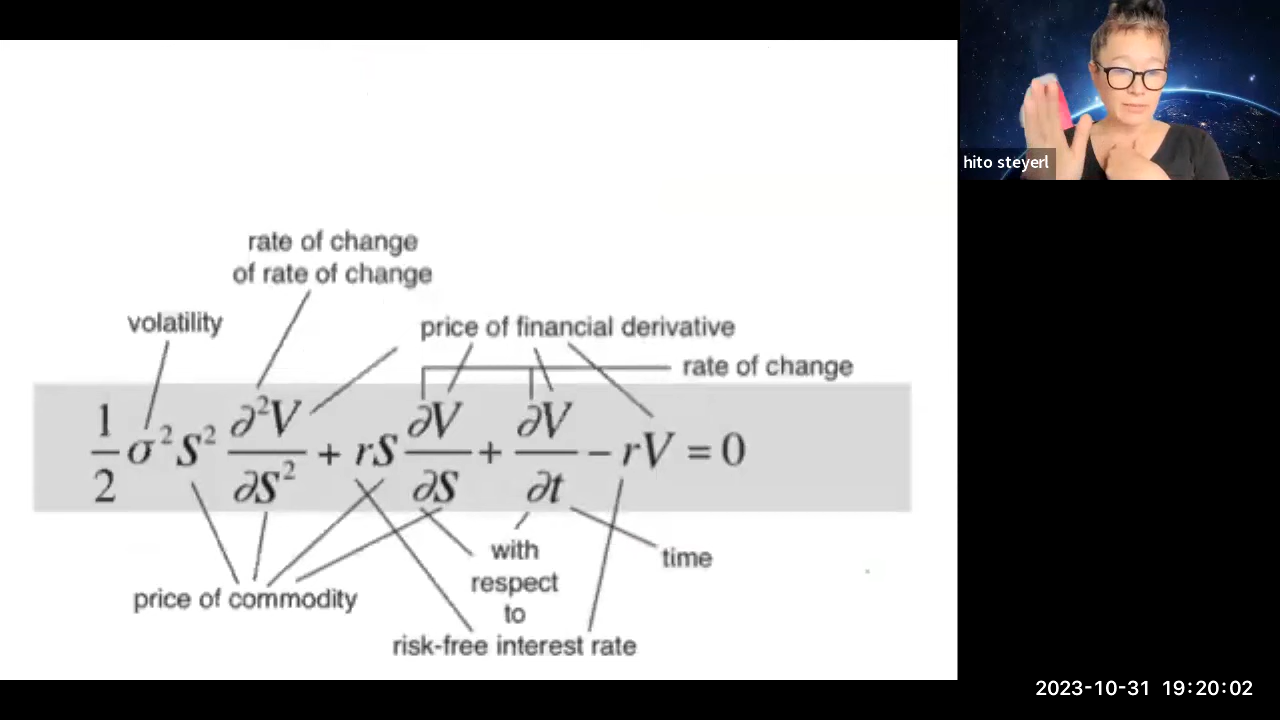 hito steyerl
rate of change
of rate of change
volatility
price of financial derivative
rate of change
1/2 σ²S² ∂²V/∂S² + rS ∂V/∂S + ∂V/∂t − rV = 0
with
respect
to
time
price of commodity
risk-free interest rate
2023-10-31 19:20:02